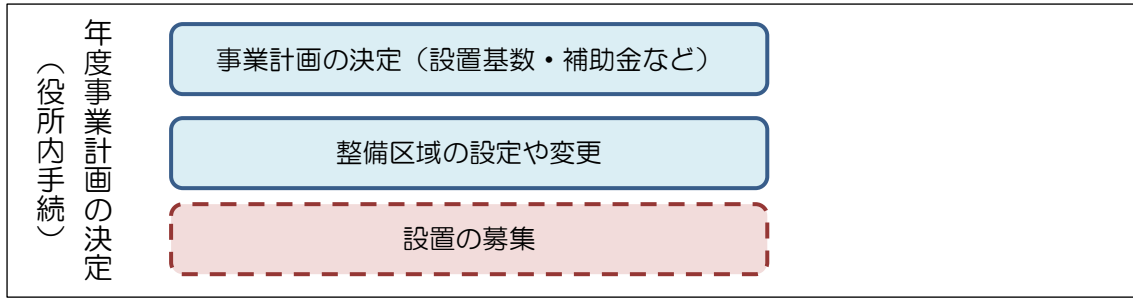 年度事業計画の決定
（役所内手続）
事業計画の決定（設置基数・補助金など）
整備区域の設定や変更
設置の募集